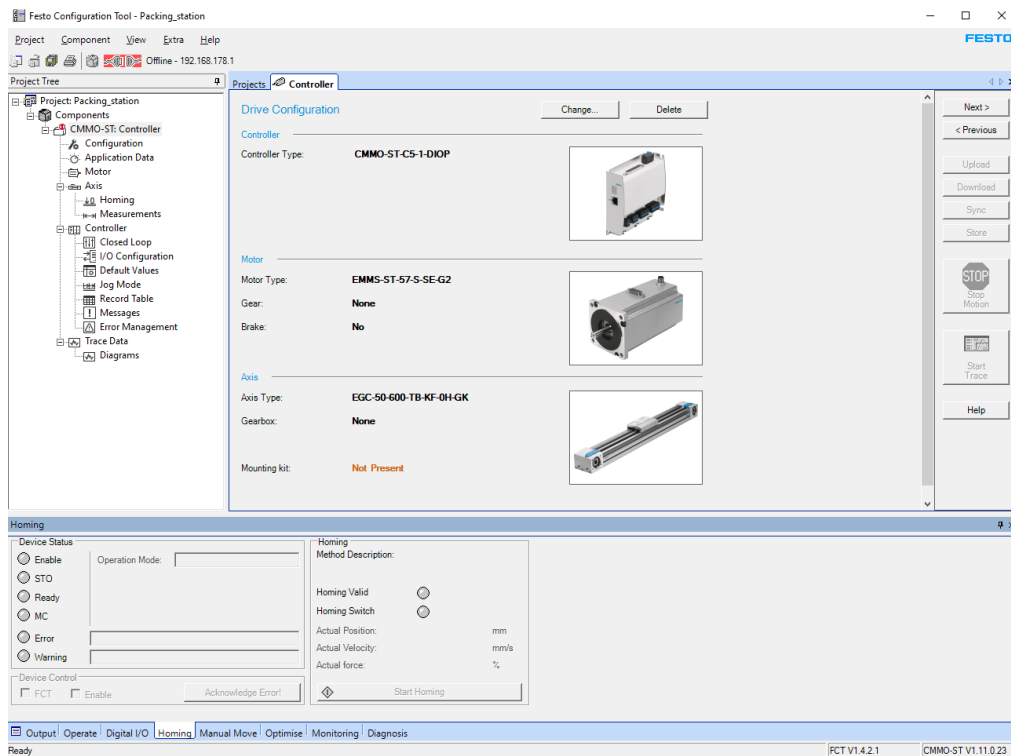 Festo Configuration Tool - Packing_station
Project Component View Extra Help
FESTO
Offline - 192.168.178.1
Project Tree
Projects Controller
Project: Packing_station
Components
CMMO-ST: Controller
Configuration
Application Data
Motor
Axis
Homing
Measurements
Controller
Closed Loop
I/O Configuration
Default Values
Jog Mode
Record Table
Messages
Error Management
Trace Data
Diagrams
Drive Configuration
Change...
Delete
Controller
Controller Type: CMMO-ST-C5-1-DIOP
Motor
Motor Type: EMMS-ST-57-S-SE-G2
Gear: None
Brake: No
Axis
Axis Type: EGC-50-600-TB-KF-0H-GK
Gearbox: None
Mounting kit: Not Present
Next >
< Previous
Upload
Download
Sync
Store
STOP
Stop
Motion
Start
Trace
Help
Homing
Device Status
Enable
Operation Mode:
STO
Ready
MC
Error
Warning
Device Control
FCT
Enable
Acknowledge Error!
Homing
Method Description:
Homing Valid
Homing Switch
Actual Position: mm
Actual Velocity: mm/s
Actual force: %
Start Homing
Output Operate Digital I/O Homing Manual Move Optimise Monitoring Diagnosis
Ready
FCT V1.4.2.1
CMMO-ST V1.11.0.23